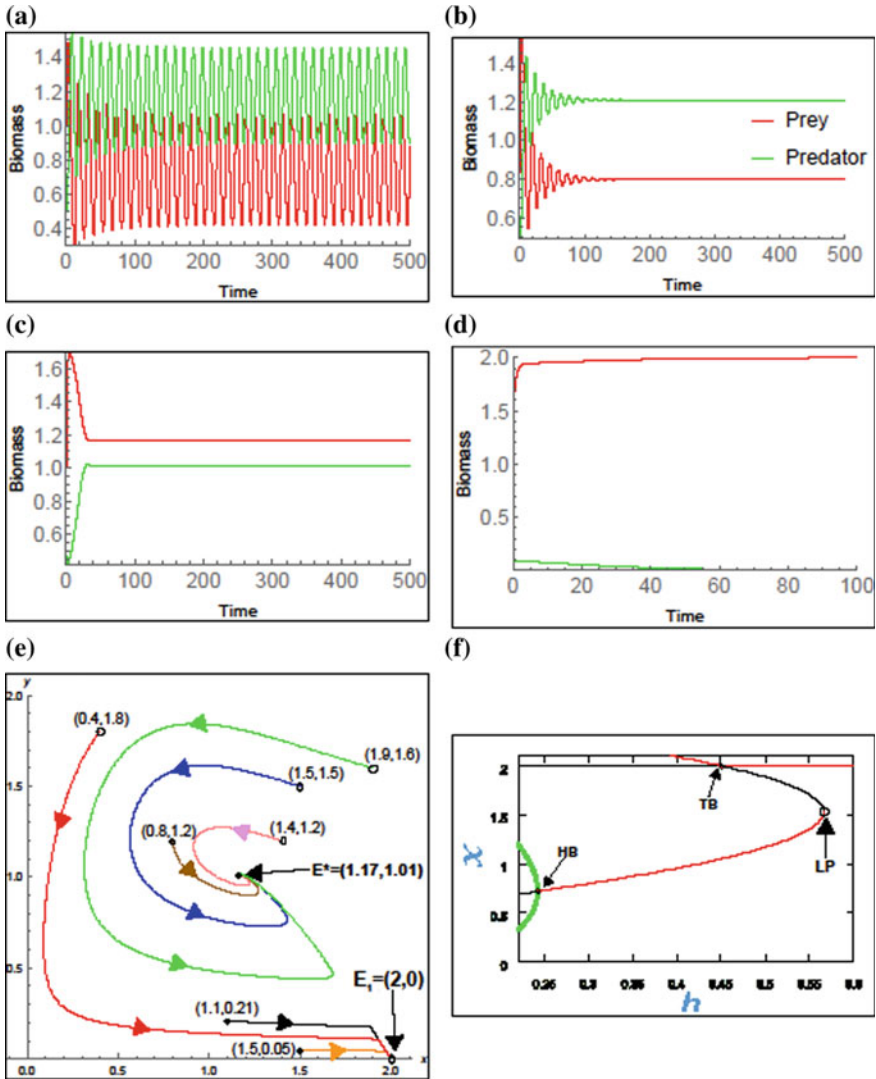 (a)
1.4
1.2
1.0
0.8
0.6
0.4
Biomass
0 100 200 300 400 500
Time
(b)
1.4
1.2
1.0
0.8
0.6
Biomass
Prey
Predator
0 100 200 300 400 500
Time
(c)
1.6
1.4
1.2
1.0
0.8
0.6
Biomass
0 100 200 300 400 500
Time
(d)
2.0
1.5
1.0
0.5
Biomass
0 20 40 60 80 100
Time
(e)
y
2.0
(0.4,1.8)
(1.9,1.6)
1.5
(1.5,1.5)
(0.8,1.2)
(1.4,1.2)
1.0
E*=(1.17,1.01)
0.5
E₁=(2,0)
(1.1,0.21)
(1.5,0.05)
x
0.0 0.5 1.0 1.5 2.0
(f)
2
TB
1.5
LP
x
1
HB
0.5
0
0.25 0.3 0.35 0.4 0.45 0.5 0.55 0.6
h